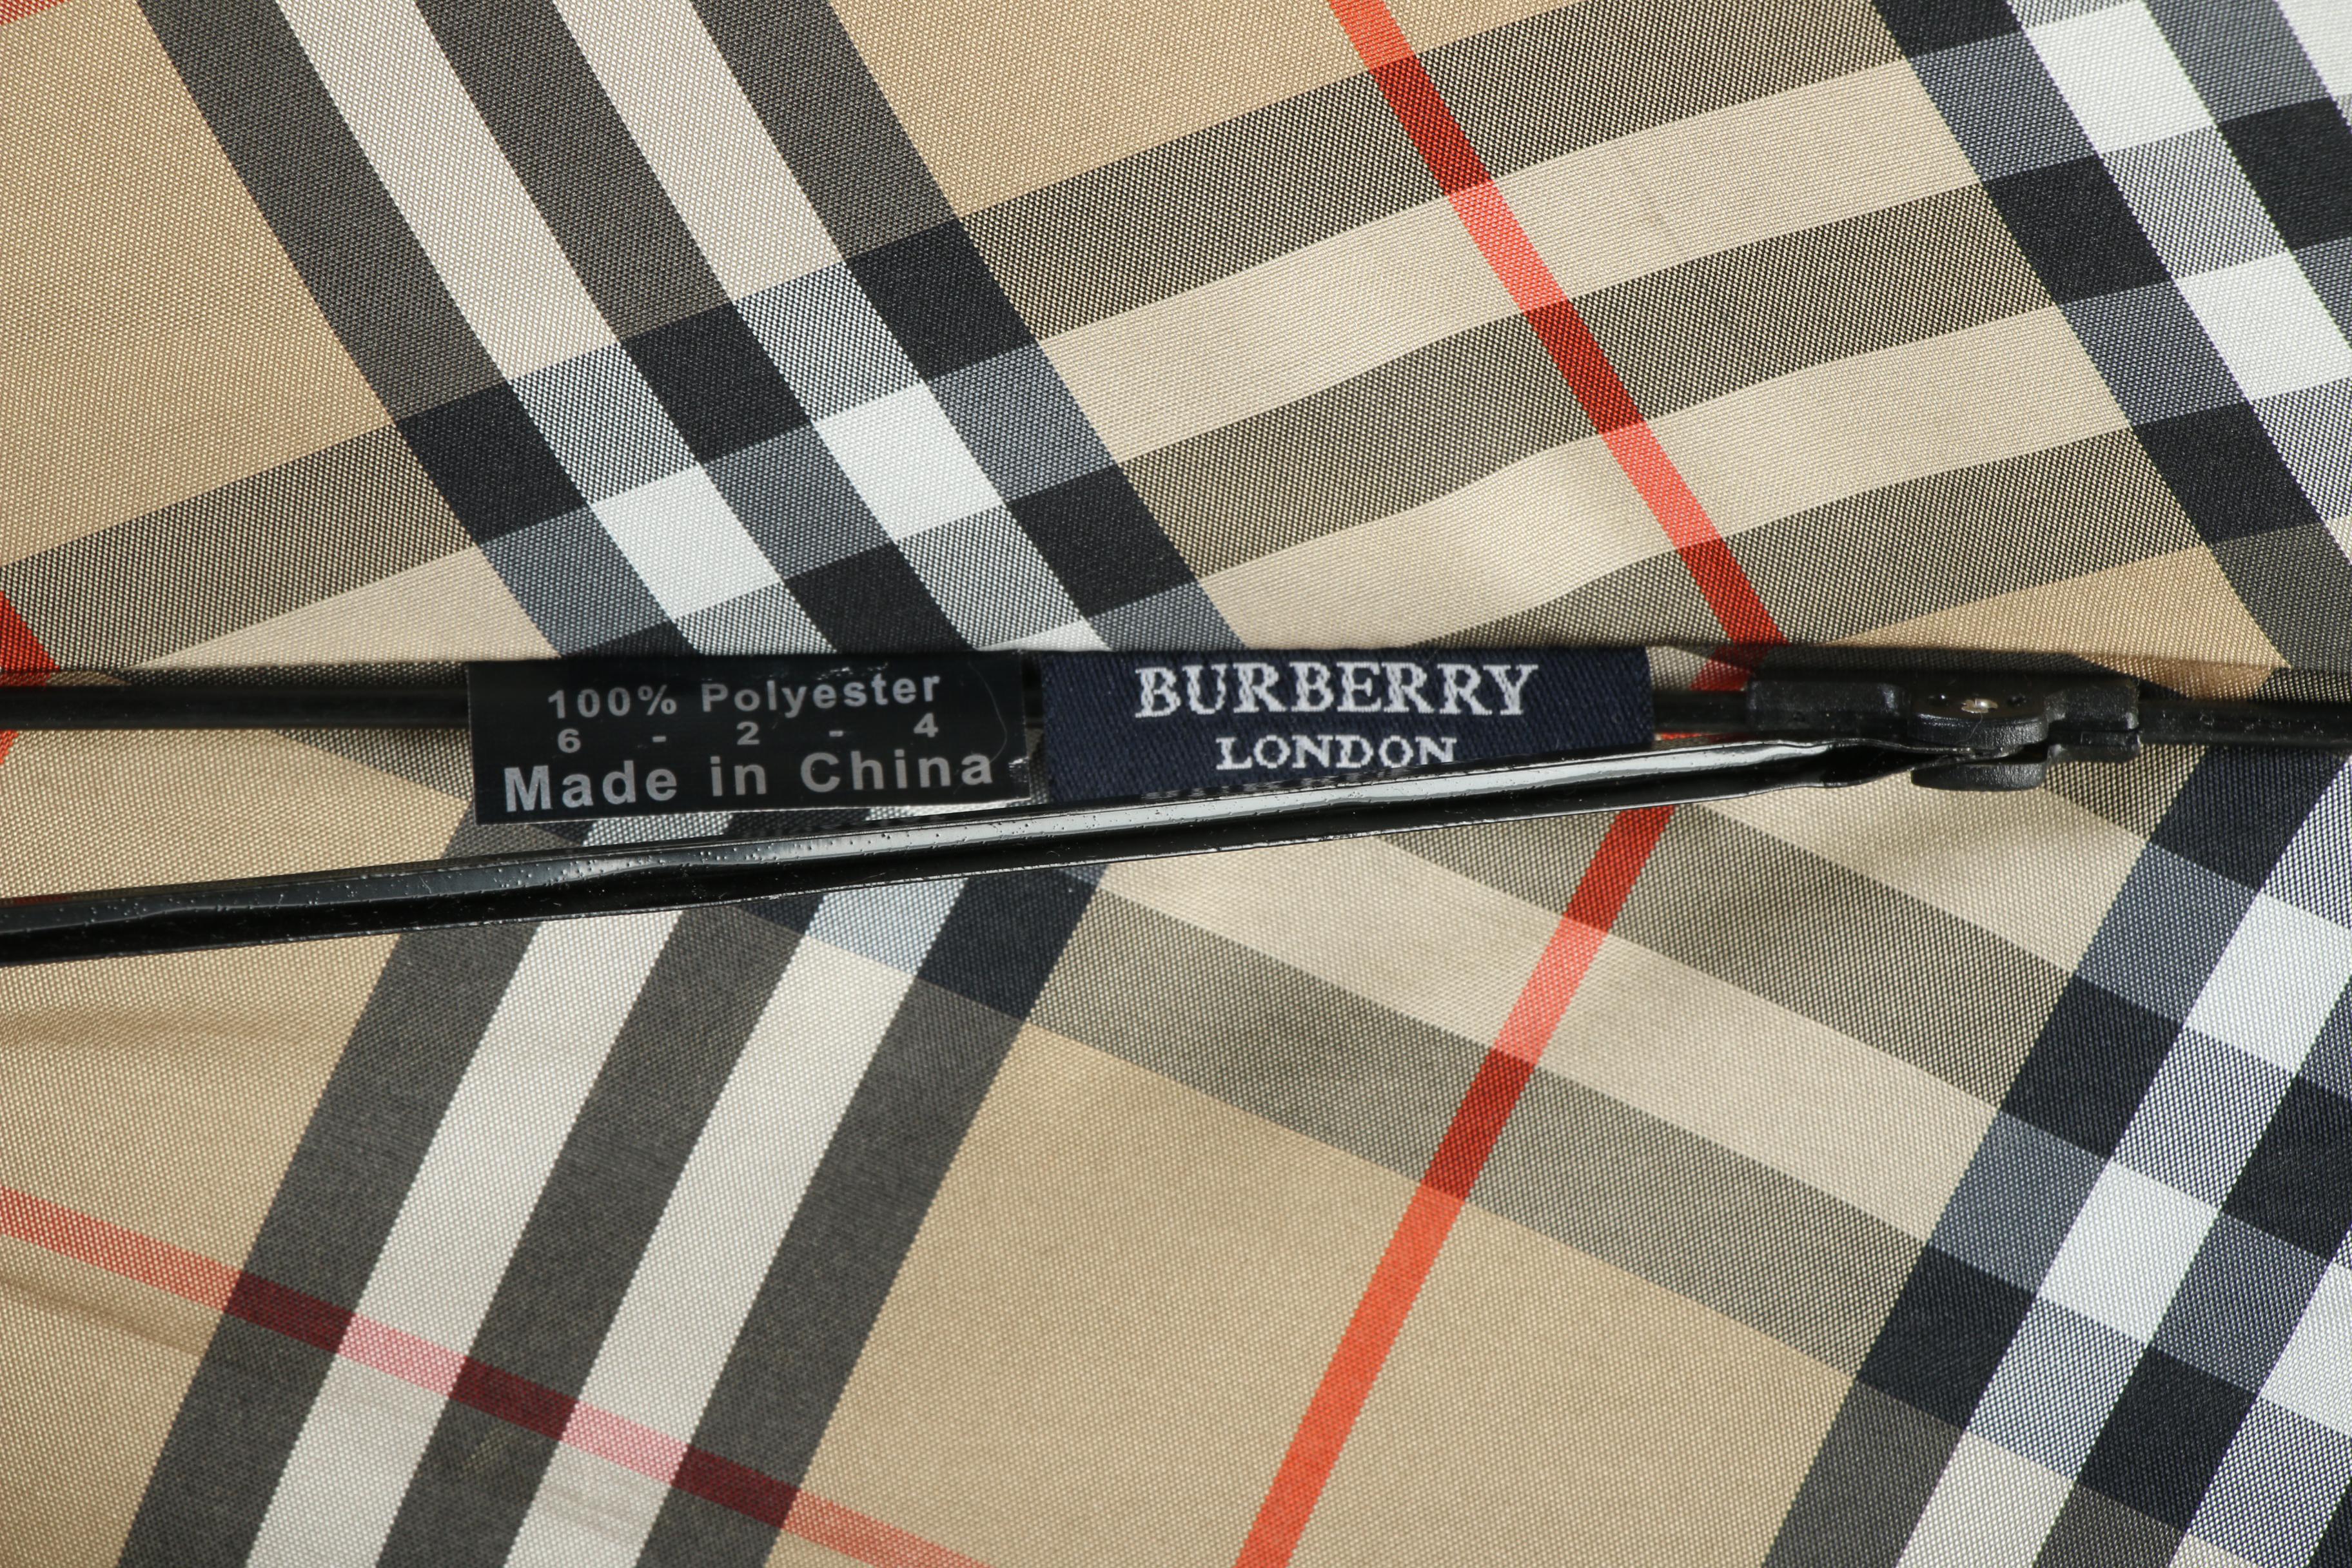 100% Polyester
6 - 2 - 4
Made in China
BURBERRY
LONDON